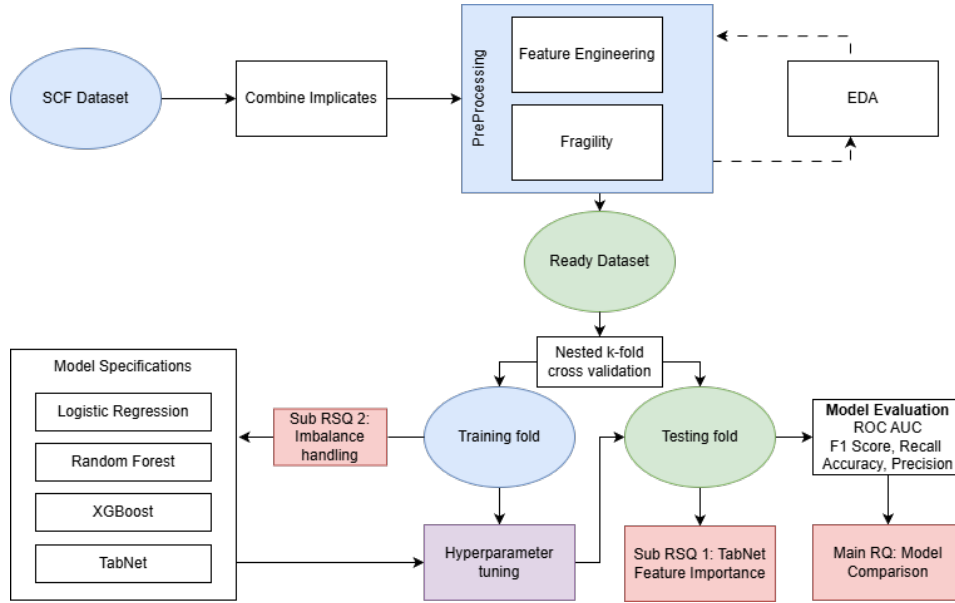 SCF Dataset
Combine Implicates
PreProcessing
Feature Engineering
Fragility
EDA
Ready Dataset
Nested k-fold
cross validation
Model Specifications
Logistic Regression
Random Forest
XGBoost
TabNet
Sub RSQ 2:
Imbalance
handling
Training fold
Testing fold
Model Evaluation
ROC AUC
F1 Score, Recall
Accuracy, Precision
Hyperparameter
tuning
Sub RSQ 1: TabNet
Feature Importance
Main RQ: Model
Comparison